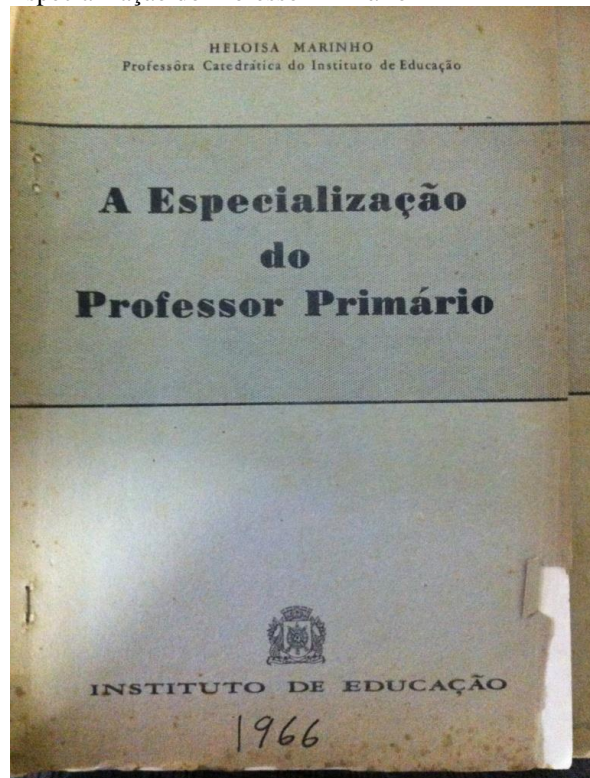 HELOISA MARINHO
Professôra Catedrática do Instituto de Educação
A Especialização
do
Professor Primário
INSTITUTO DE EDUCAÇÃO
1966